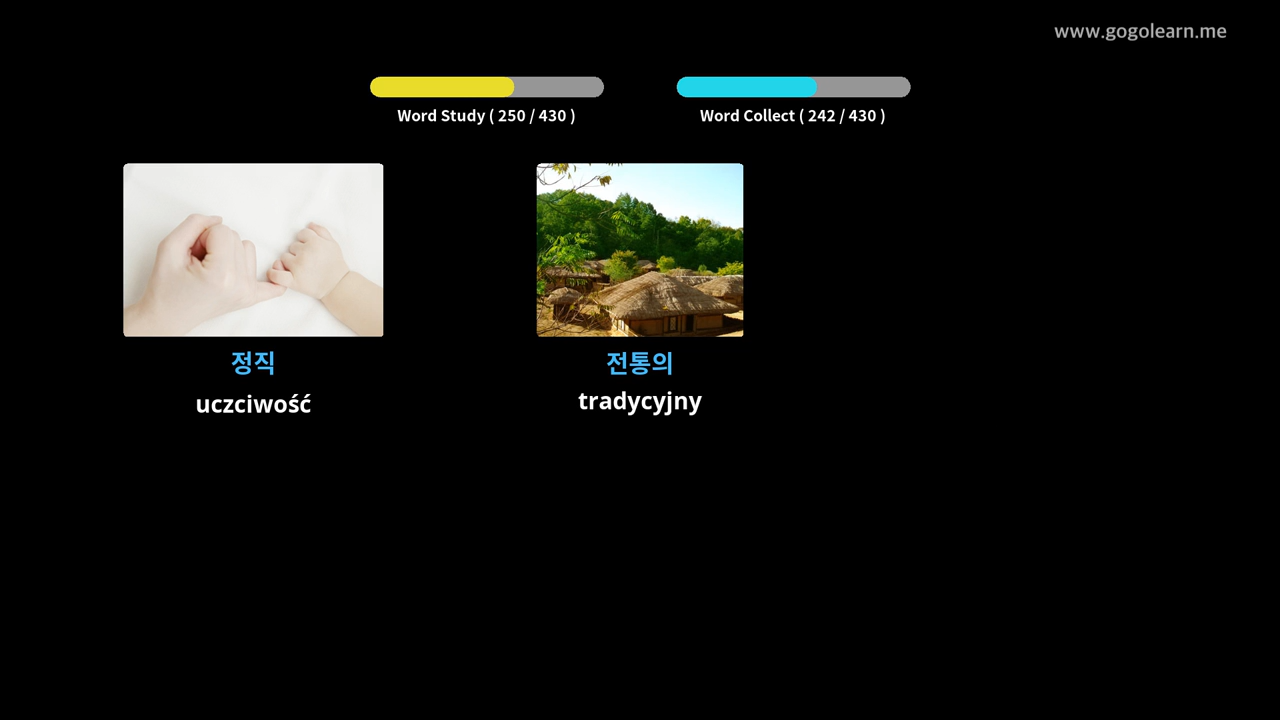 www.gogolearn.me
Word Study ( 250 / 430 )
Word Collect ( 242 / 430 )
정직
uczciwość
전통의
tradycyjny